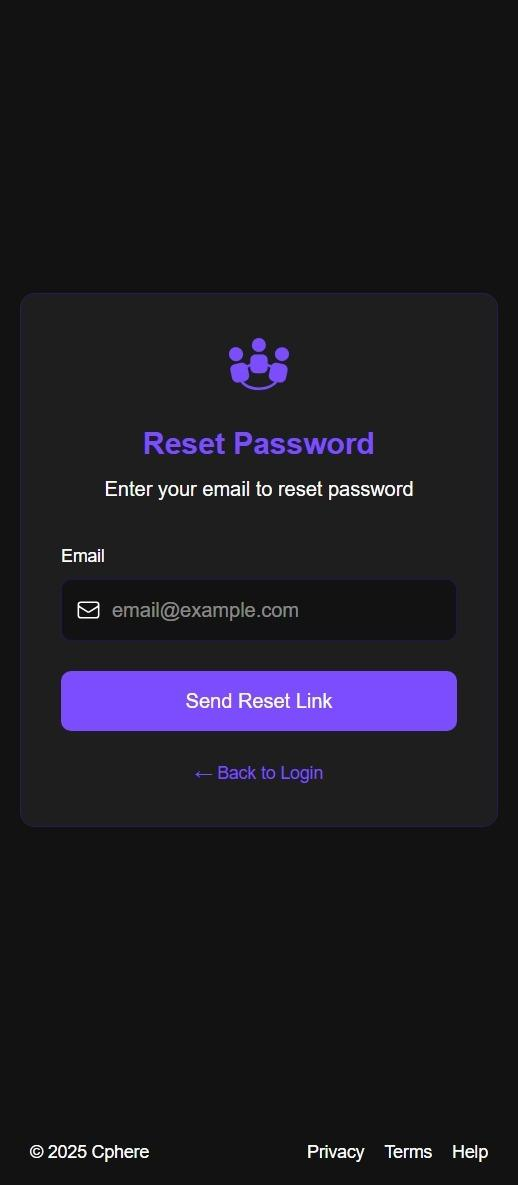 Reset Password
Enter your email to reset password
Email
email@example.com
Send Reset Link
← Back to Login
© 2025 Cphere Privacy Terms Help